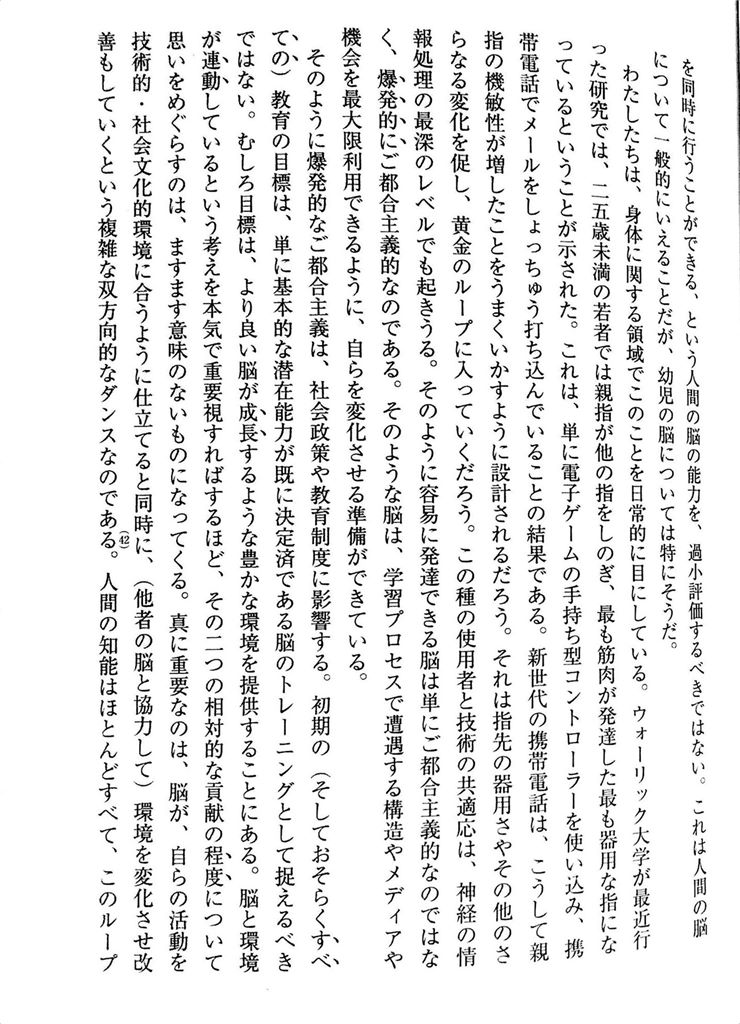 を同時に行うことができる、という人間の脳の能力を、過小評価するべきではない。これは人間の脳
について一般的にいえることだが、幼児の脳については特にそうだ。
わたしたちは、身体に関する領域でこのことを日常的に目にしている。ウォーリック大学が最近行
った研究では、二五歳未満の若者では親指が他の指をしのぎ、最も筋肉が発達した最も器用な指にな
っているということが示された。これは、単に電子ゲームの手持ち型コントローラーを使い込み、携
帯電話でメールをしょっちゅう打ち込んでいることの結果である。新世代の携帯電話は、こうして親
指の機敏性が増したことをうまくいかすように設計されるだろう。それは指先の器用さやその他のさ
らなる変化を促し、黄金のループに入っていくだろう。この種の使用者と技術の共適応は、神経の情
報処理の最深のレベルでも起きうる。そのように容易に発達できる脳は単にご都合主義的なのではな
く、爆発的にご都合主義的なのである。そのような脳は、学習プロセスで遭遇する構造やメディアや
機会を最大限利用できるように、自らを変化させる準備ができている。
そのように爆発的なご都合主義は、社会政策や教育制度に影響する。初期の(そしておそらくすべ
ての)教育の目標は、単に基本的な潜在能力が既に決定済である脳のトレーニングとして捉えるべき
ではない。むしろ目標は、より良い脳が成長するような豊かな環境を提供することにある。脳と環境
が連動しているという考えを本気で重要視すればするほど、その二つの相対的な貢献の程度について
思いをめぐらすのは、ますます意味のないものになってくる。真に重要なのは、脳が、自らの活動を
技術的・社会文化的環境に合うように仕立てると同時に、(他者の脳と協力して)環境を変化させ改
善もしていくという複雑な双方向的なダンスなのである(42)。人間の知能はほとんどすべて、このループ